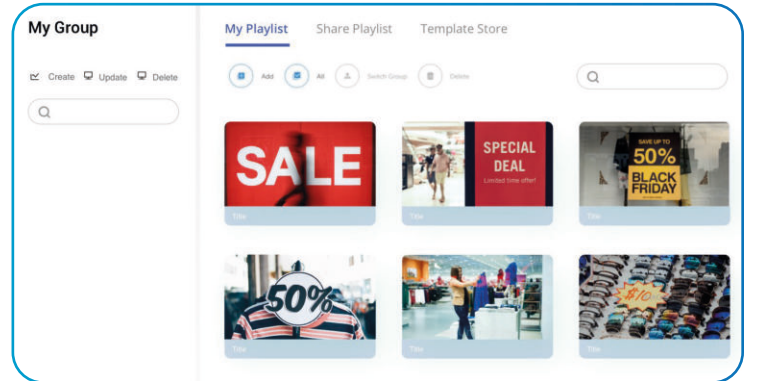 My Group
Create Update Delete
My Playlist Share Playlist Template Store
Add All Switch Group Delete
SALE
Title
SPECIAL
DEAL
Limited time offer!
Title
SAVE UP TO
50%
BLACK
FRIDAY
Title
50%
Title
Title
$10
Title